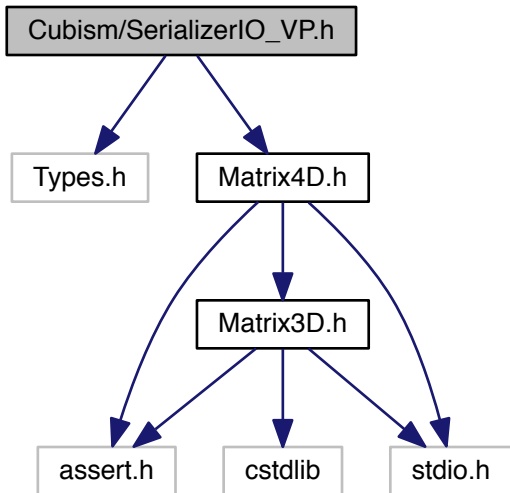 Cubism/SerializerIO_VP.h
Types.h
Matrix4D.h
Matrix3D.h
assert.h
cstdlib
stdio.h